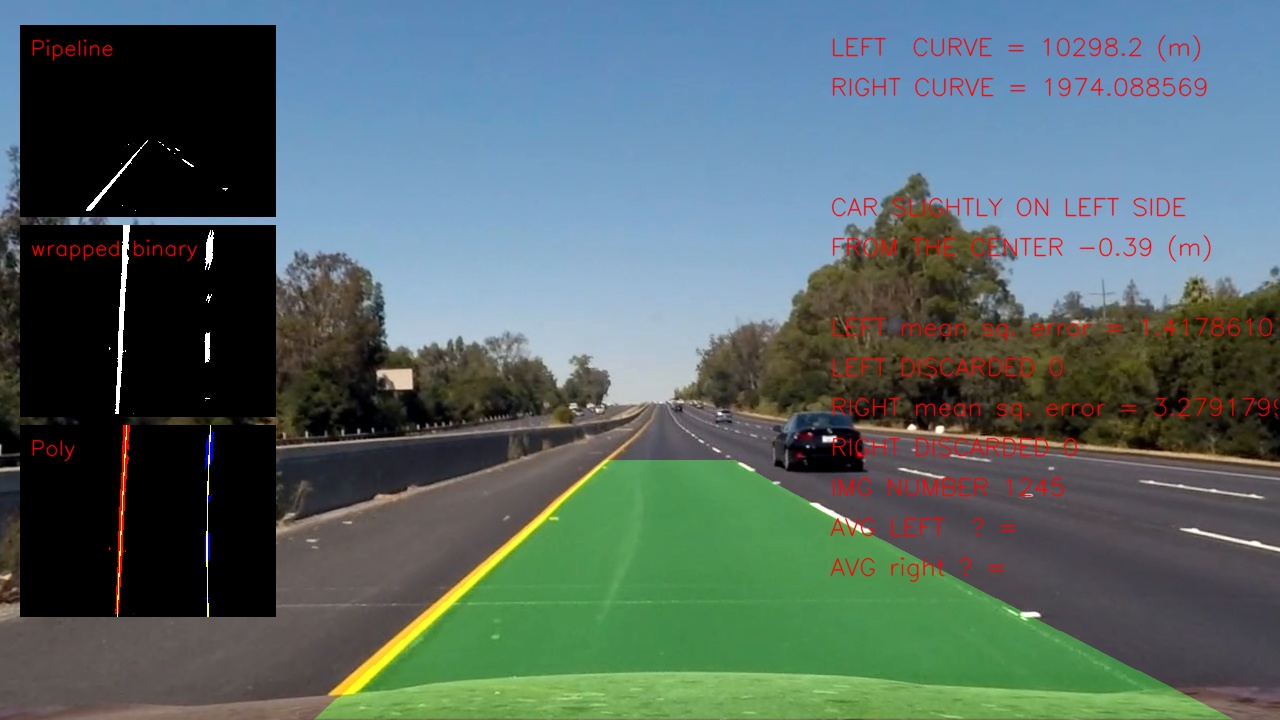 Pipeline
wrapped binary
Poly
LEFT  CURVE = 10298.2 (m)
RIGHT CURVE = 1974.088569
CAR SLIGHTLY ON LEFT SIDE
FROM THE CENTER -0.39 (m)
LEFT mean sq. error = 1.4178610
LEFT DISCARDED 0
RIGHT mean sq. error = 3.2791799
RIGHT DISCARDED 0
IMG NUMBER 1245
AVG LEFT  ? =
AVG right ? =